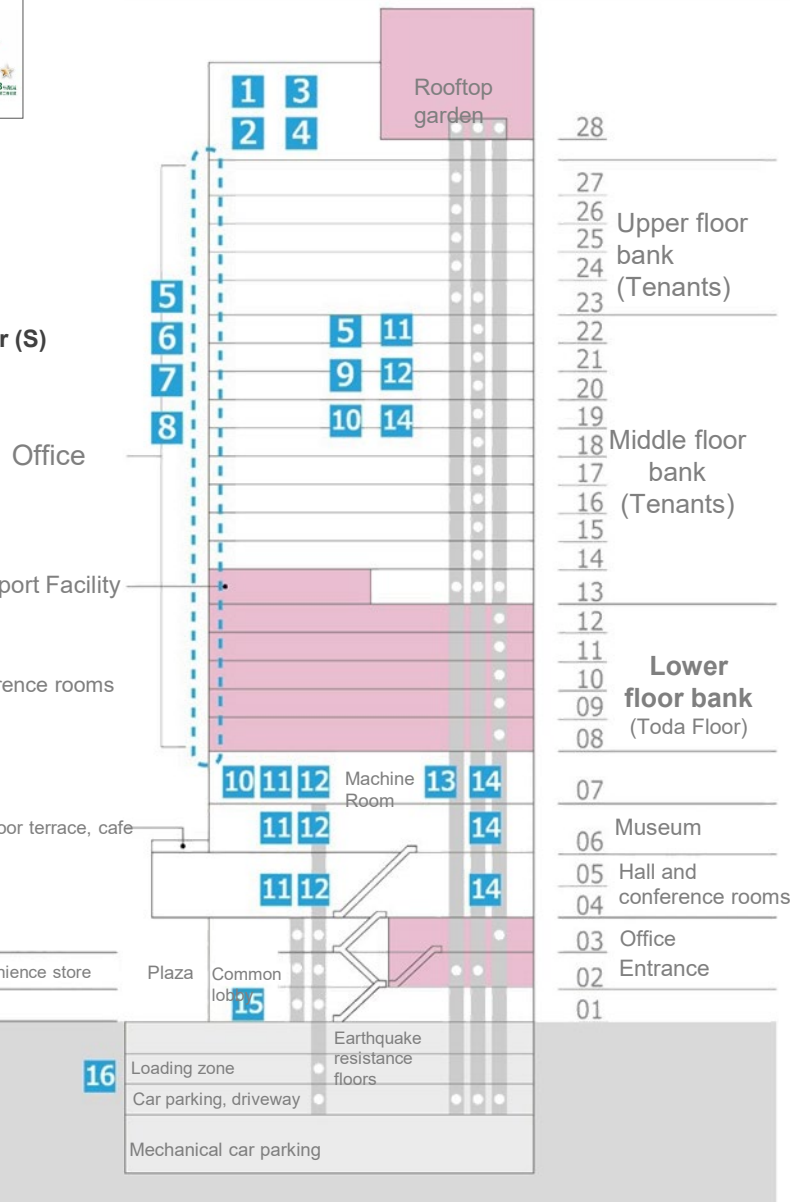 1 3
Rooftop
garden
2 4
28
27
26
25
24
23
Upper floor
bank
(Tenants)
5
6
7
8
r (S)
5 11
9 12
10 14
22
21
20
19
18
17
16
15
14
13
Office
Middle floor
bank
(Tenants)
port Facility
12
11
10
09
08
rence rooms
Lower
floor bank
(Toda Floor)
10 11 12
Machine
Room
13 14
07
oor terrace, cafe
11 12
14
06
Museum
11 12
14
05
04
Hall and
conference rooms
03
Office
02
Entrance
nience store
Plaza
Common
lobby
15
01
Earthquake
resistance
floors
16
Loading zone
Car parking, driveway
Mechanical car parking